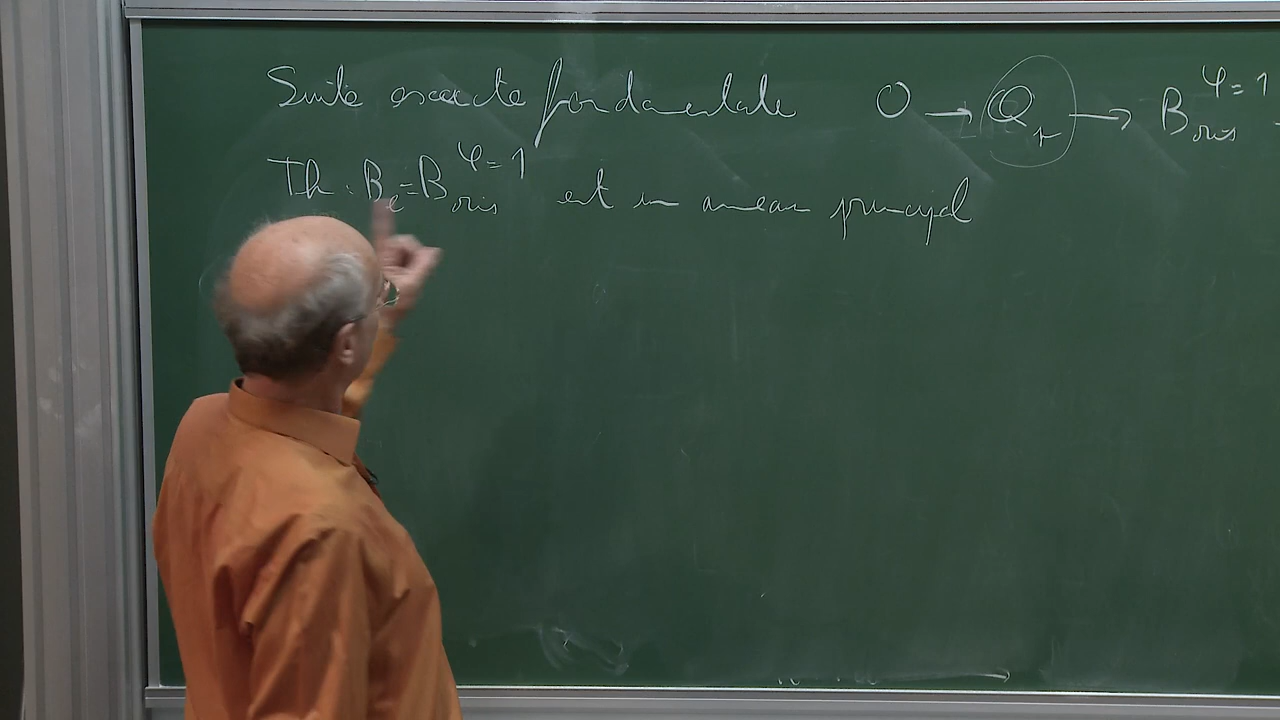 Suite exacte fondamentale 0 → Q_p → B_cris^{φ=1}
Th : B_e = B_cris^{φ=1} est un anneau principal